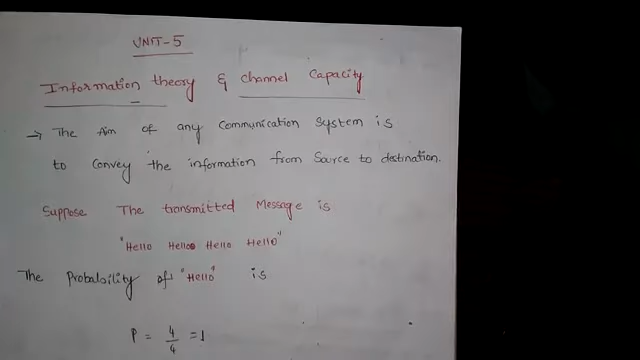 UNIT-5
Information theory & Channel Capacity
→ The Aim of any Communication System is
to Convey the information from Source to destination.
Suppose The transmitted Message is
"Hello Hello Hello Hello"
The Probability of "Hello" is
P = 4/4 = 1